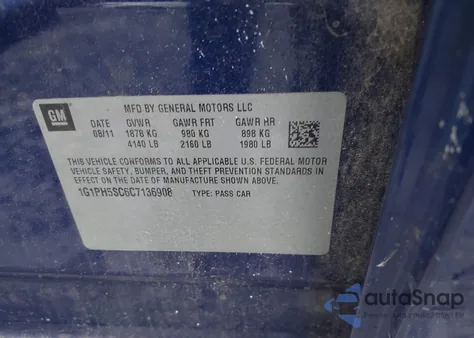 GM
MFD BY GENERAL MOTORS LLC
DATE GVWR GAWR FRT GAWR RR
08/11 1878 KG 980 KG 898 KG
4140 LB 2160 LB 1980 LB
THIS VEHICLE CONFORMS TO ALL APPLICABLE U.S. FEDERAL MOTOR
VEHICLE SAFETY, BUMPER, AND THEFT PREVENTION STANDARDS IN
EFFECT ON THE DATE OF MANUFACTURE SHOWN ABOVE.
1G1PH5SC6C7136908 TYPE: PASS CAR
autoSnap